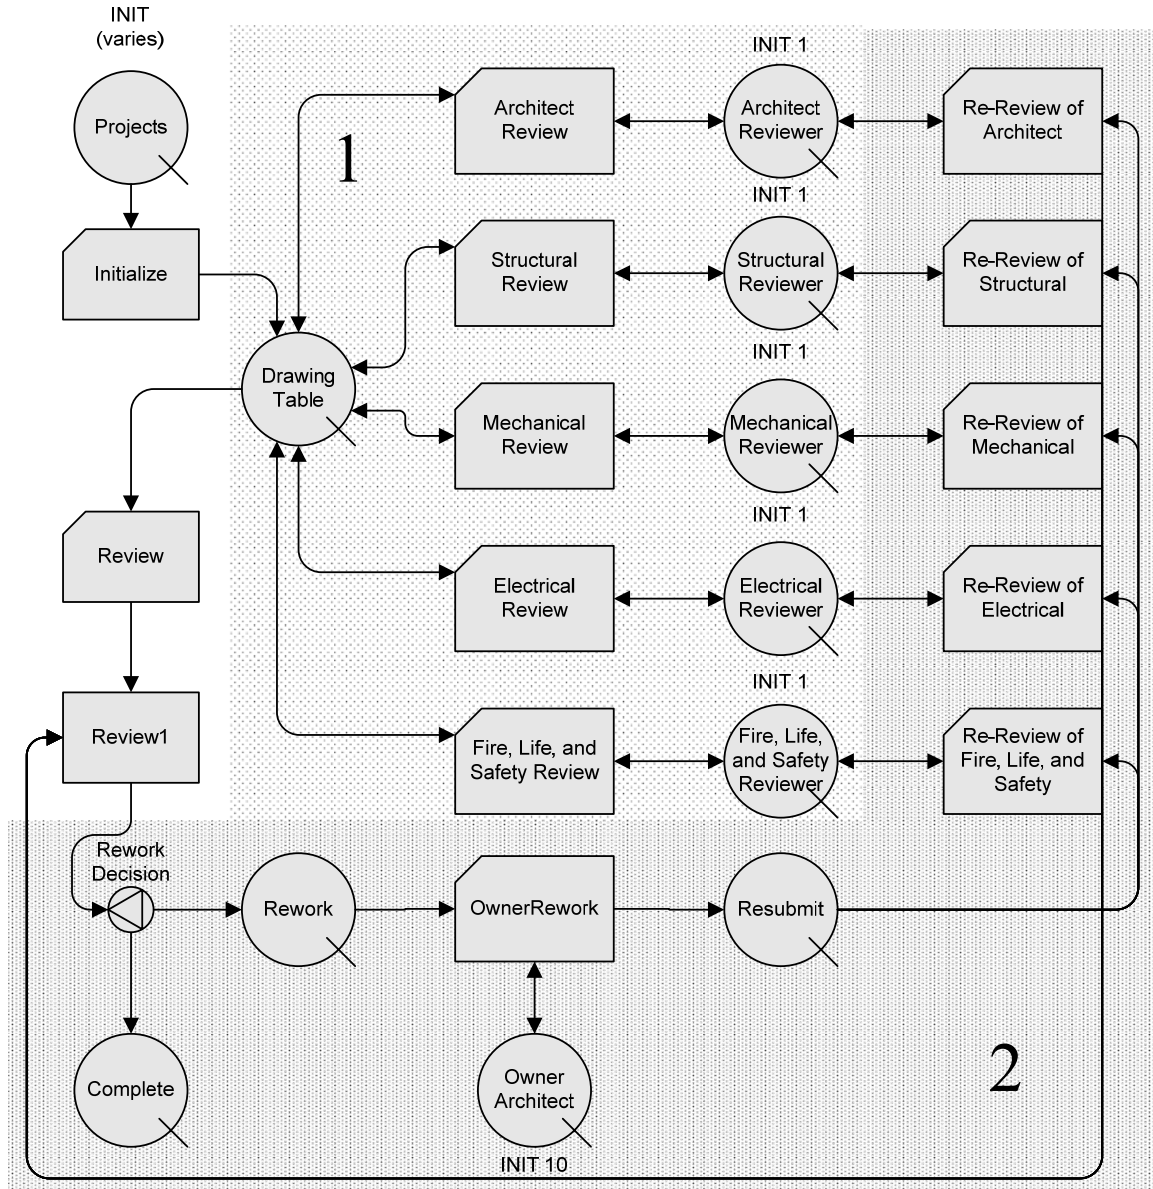 INIT
(varies)
Projects
Initialize
1
Drawing
Table
Review
Review1
Architect
Review
INIT 1
Architect
Reviewer
Re-Review of
Architect
Structural
Review
INIT 1
Structural
Reviewer
Re-Review of
Structural
Mechanical
Review
INIT 1
Mechanical
Reviewer
Re-Review of
Mechanical
Electrical
Review
INIT 1
Electrical
Reviewer
Re-Review of
Electrical
Fire, Life, and
Safety Review
INIT 1
Fire, Life,
and Safety
Reviewer
Re-Review of
Fire, Life, and
Safety
Rework
Decision
Rework
OwnerRework
Resubmit
Complete
Owner
Architect
INIT 10
2